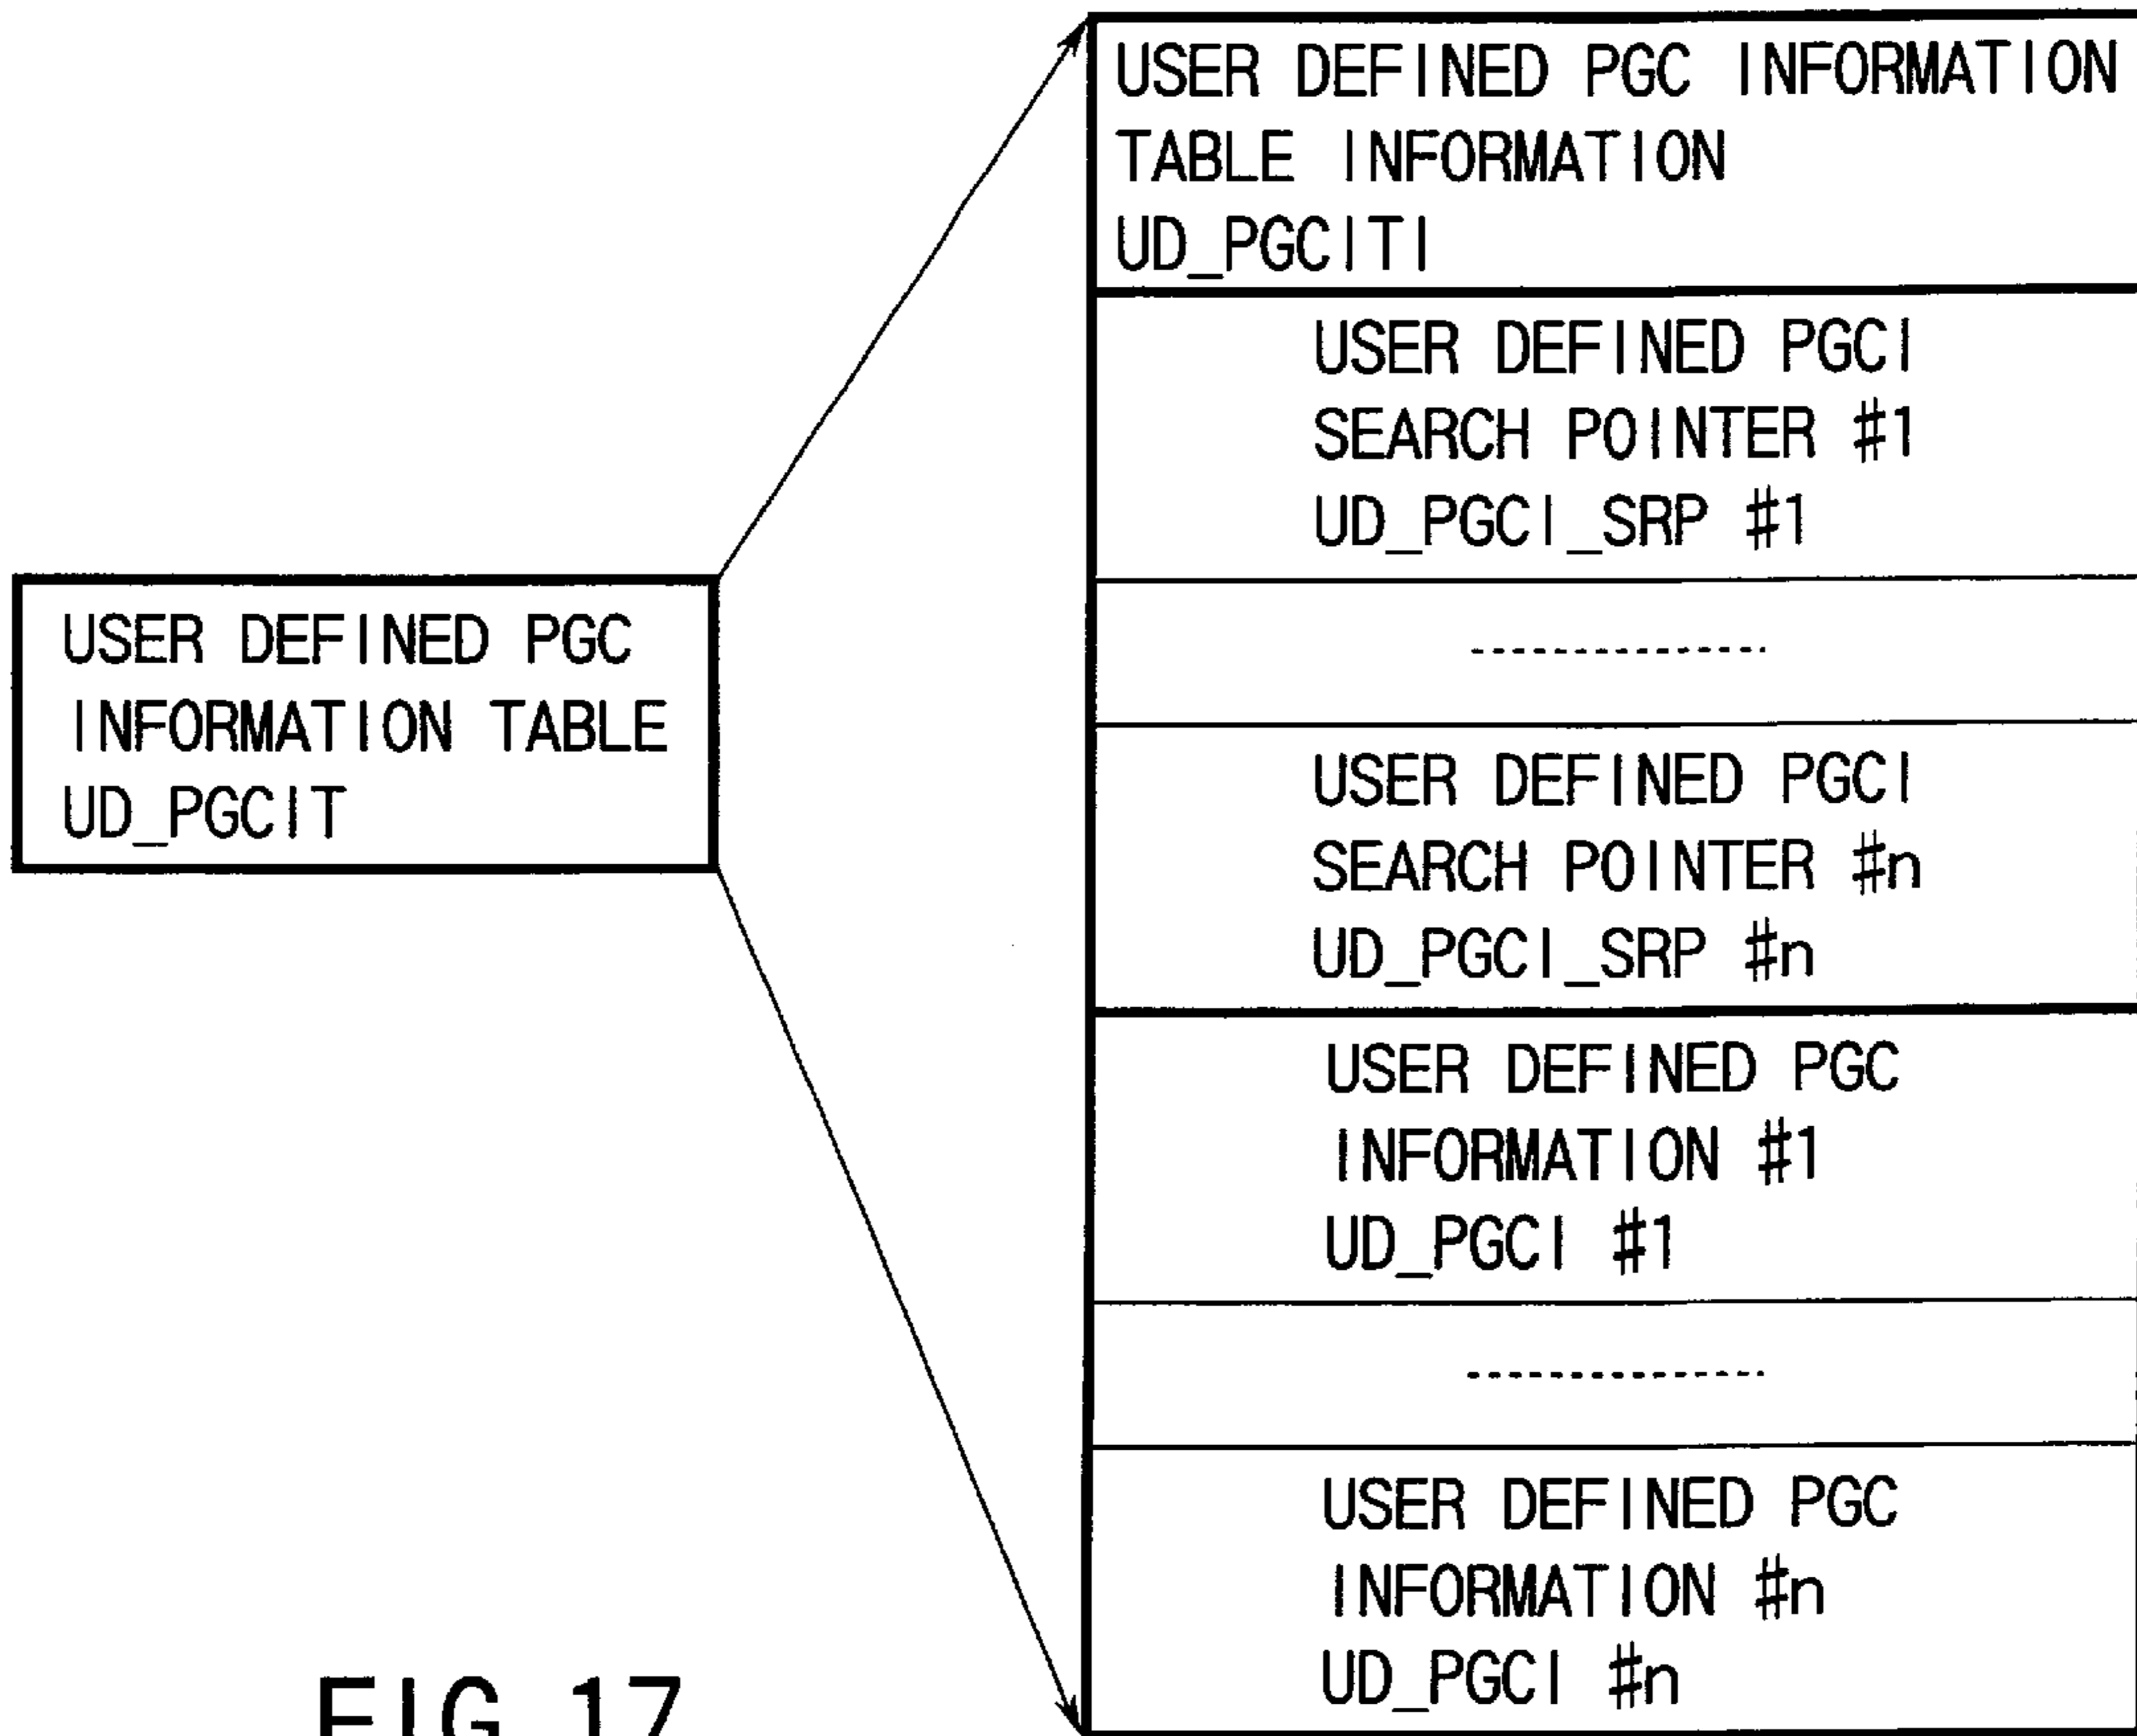 USER DEFINED PGC
INFORMATION TABLE
UD_PGCIT
USER DEFINED PGC INFORMATION
TABLE INFORMATION
UD_PGCITI
USER DEFINED PGCI
SEARCH POINTER #1
UD_PGCI_SRP #1
USER DEFINED PGCI
SEARCH POINTER #n
UD_PGCI_SRP #n
USER DEFINED PGC
INFORMATION #1
UD_PGCI #1
USER DEFINED PGC
INFORMATION #n
UD_PGCI #n
FIG. 17